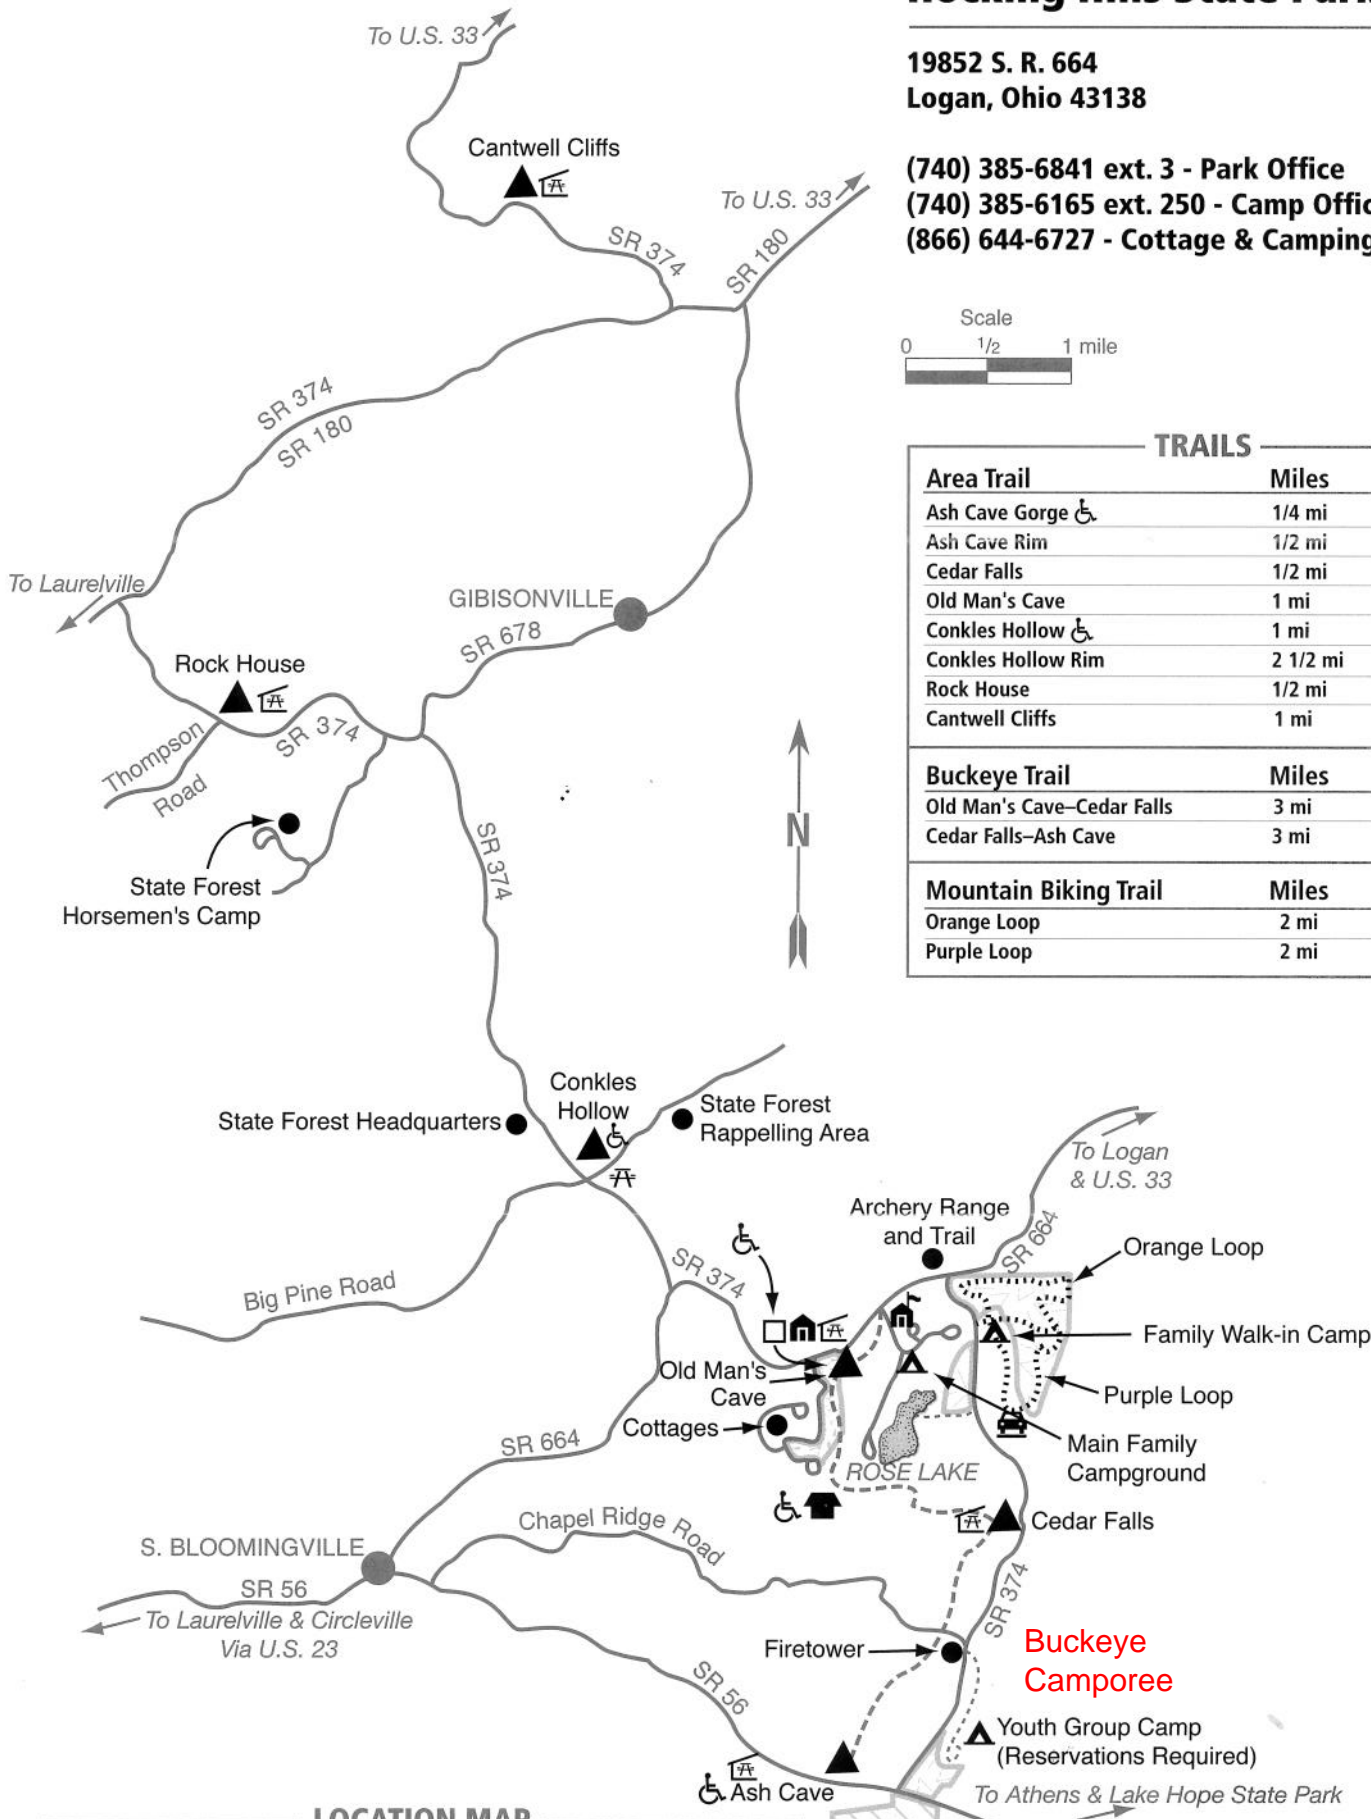 Hocking Hills State Park
19852 S. R. 664
Logan, Ohio 43138
(740) 385-6841 ext. 3 - Park Office
(740) 385-6165 ext. 250 - Camp Offic
(866) 644-6727 - Cottage & Camping
Scale
0 1/2 1 mile
TRAILS
Area Trail Miles
Ash Cave Gorge 1/4 mi
Ash Cave Rim 1/2 mi
Cedar Falls 1/2 mi
Old Man's Cave 1 mi
Conkles Hollow 1 mi
Conkles Hollow Rim 2 1/2 mi
Rock House 1/2 mi
Cantwell Cliffs 1 mi
Buckeye Trail Miles
Old Man's Cave–Cedar Falls 3 mi
Cedar Falls–Ash Cave 3 mi
Mountain Biking Trail Miles
Orange Loop 2 mi
Purple Loop 2 mi
To U.S. 33
Cantwell Cliffs
To U.S. 33
SR 374
SR 180
SR 374
SR 180
To Laurelville
GIBISONVILLE
SR 678
Rock House
SR 374
Thompson
Road
State Forest
Horsemen's Camp
SR 374
N
Conkles
Hollow
State Forest Headquarters
State Forest
Rappelling Area
To Logan
& U.S. 33
Archery Range
and Trail
SR 664
Orange Loop
SR 374
Big Pine Road
Family Walk-in Camp
Old Man's
Cave
Purple Loop
Cottages
Main Family
Campground
SR 664
ROSE LAKE
Chapel Ridge Road
Cedar Falls
S. BLOOMINGVILLE
SR 56
To Laurelville & Circleville
Via U.S. 23
SR 374
Firetower
Buckeye
Camporee
SR 56
Youth Group Camp
(Reservations Required)
Ash Cave
To Athens & Lake Hope State Park
LOCATION MAP